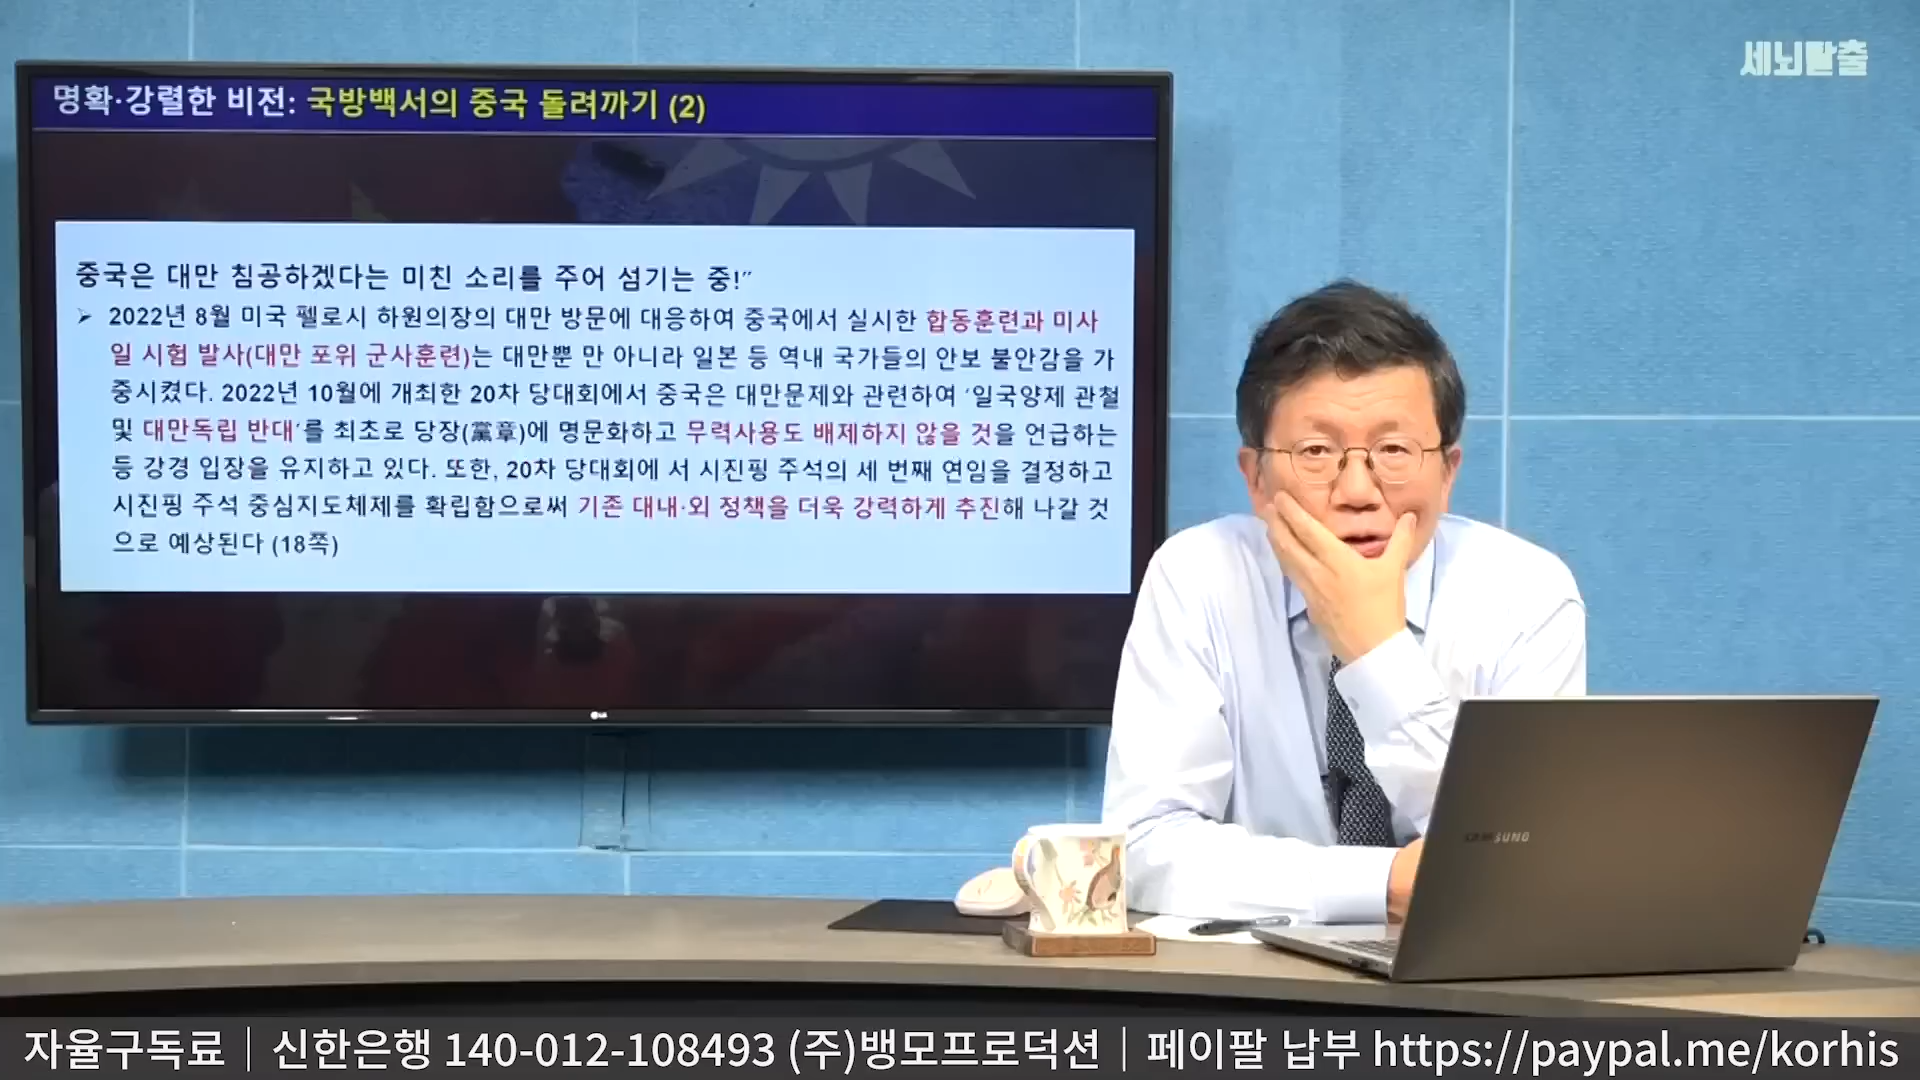 세뇌탈출
명확·강렬한 비전: 국방백서의 중국 돌려까기 (2)
중국은 대만 침공하겠다는 미친 소리를 주어 섬기는 중!”
➢ 2022년 8월 미국 펠로시 하원의장의 대만 방문에 대응하여 중국에서 실시한 합동훈련과 미사
일 시험 발사(대만 포위 군사훈련)는 대만뿐 만 아니라 일본 등 역내 국가들의 안보 불안감을 가
중시켰다. 2022년 10월에 개최한 20차 당대회에서 중국은 대만문제와 관련하여 ‘일국양제 관철
및 대만독립 반대’를 최초로 당장(黨章)에 명문화하고 무력사용도 배제하지 않을 것을 언급하는
등 강경 입장을 유지하고 있다. 또한, 20차 당대회에 서 시진핑 주석의 세 번째 연임을 결정하고
시진핑 주석 중심지도체제를 확립함으로써 기존 대내·외 정책을 더욱 강력하게 추진해 나갈 것
으로 예상된다 (18쪽)
LG
SAMSUNG
자율구독료｜신한은행 140-012-108493 (주)뱅모프로덕션｜페이팔 납부 https://paypal.me/korhis